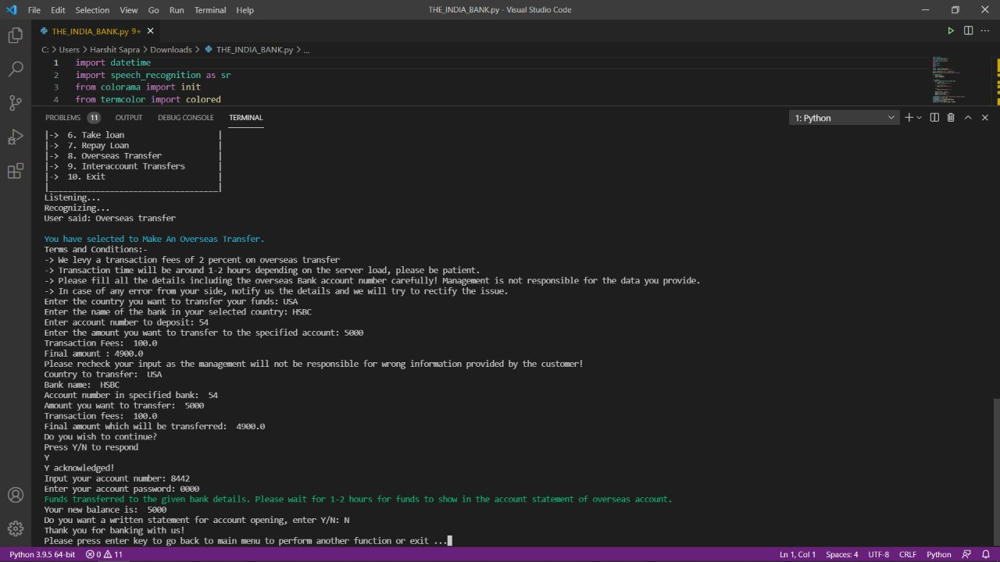 File Edit Selection View Go Run Terminal Help
THE_INDIA_BANK.py - Visual Studio Code
THE_INDIA_BANK.py 9+
C: > Users > Harshit Sapra > Downloads > THE_INDIA_BANK.py > ...
1 import datetime
2 import speech_recognition as sr
3 from colorama import init
4 from termcolor import colored
PROBLEMS 11 OUTPUT DEBUG CONSOLE TERMINAL
1: Python
|-> 6. Take loan |
|-> 7. Repay Loan |
|-> 8. Overseas Transfer |
|-> 9. Interaccount Transfers |
|-> 10. Exit |
|____________________________________|
Listening...
Recognizing...
User said: Overseas transfer
You have selected to Make An Overseas Transfer.
Terms and Conditions:-
-> We levy a transaction fees of 2 percent on overseas transfer
-> Transaction time will be around 1-2 hours depending on the server load, please be patient.
-> Please fill all the details including the overseas Bank account number carefully! Management is not responsible for the data you provide.
-> In case of any error from your side, notify us the details and we will try to rectify the issue.
Enter the country you want to transfer your funds: USA
Enter the name of the bank in your selected country: HSBC
Enter account number to deposit: 54
Enter the amount you want to transfer to the specified account: 5000
Transaction Fees:  100.0
Final amount : 4900.0
Please recheck your input as the management will not be responsible for wrong information provided by the customer!
Country to transfer:  USA
Bank name:  HSBC
Account number in specified bank:  54
Amount you want to transfer:  5000
Transaction fees:  100.0
Final amount which will be transferred:  4900.0
Do you wish to continue?
Press Y/N to respond
Y
Y acknowledged!
Input your account number: 8442
Enter your account password: 0000
Funds transferred to the given bank details. Please wait for 1-2 hours for funds to show in the account statement of overseas account.
Your new balance is:  5000
Do you want a written statement for account opening, enter Y/N: N
Thank you for banking with us!
Please press enter key to go back to main menu to perform another function or exit ...
Python 3.9.5 64-bit 0 11 Ln 1, Col 1 Spaces: 4 UTF-8 CRLF Python